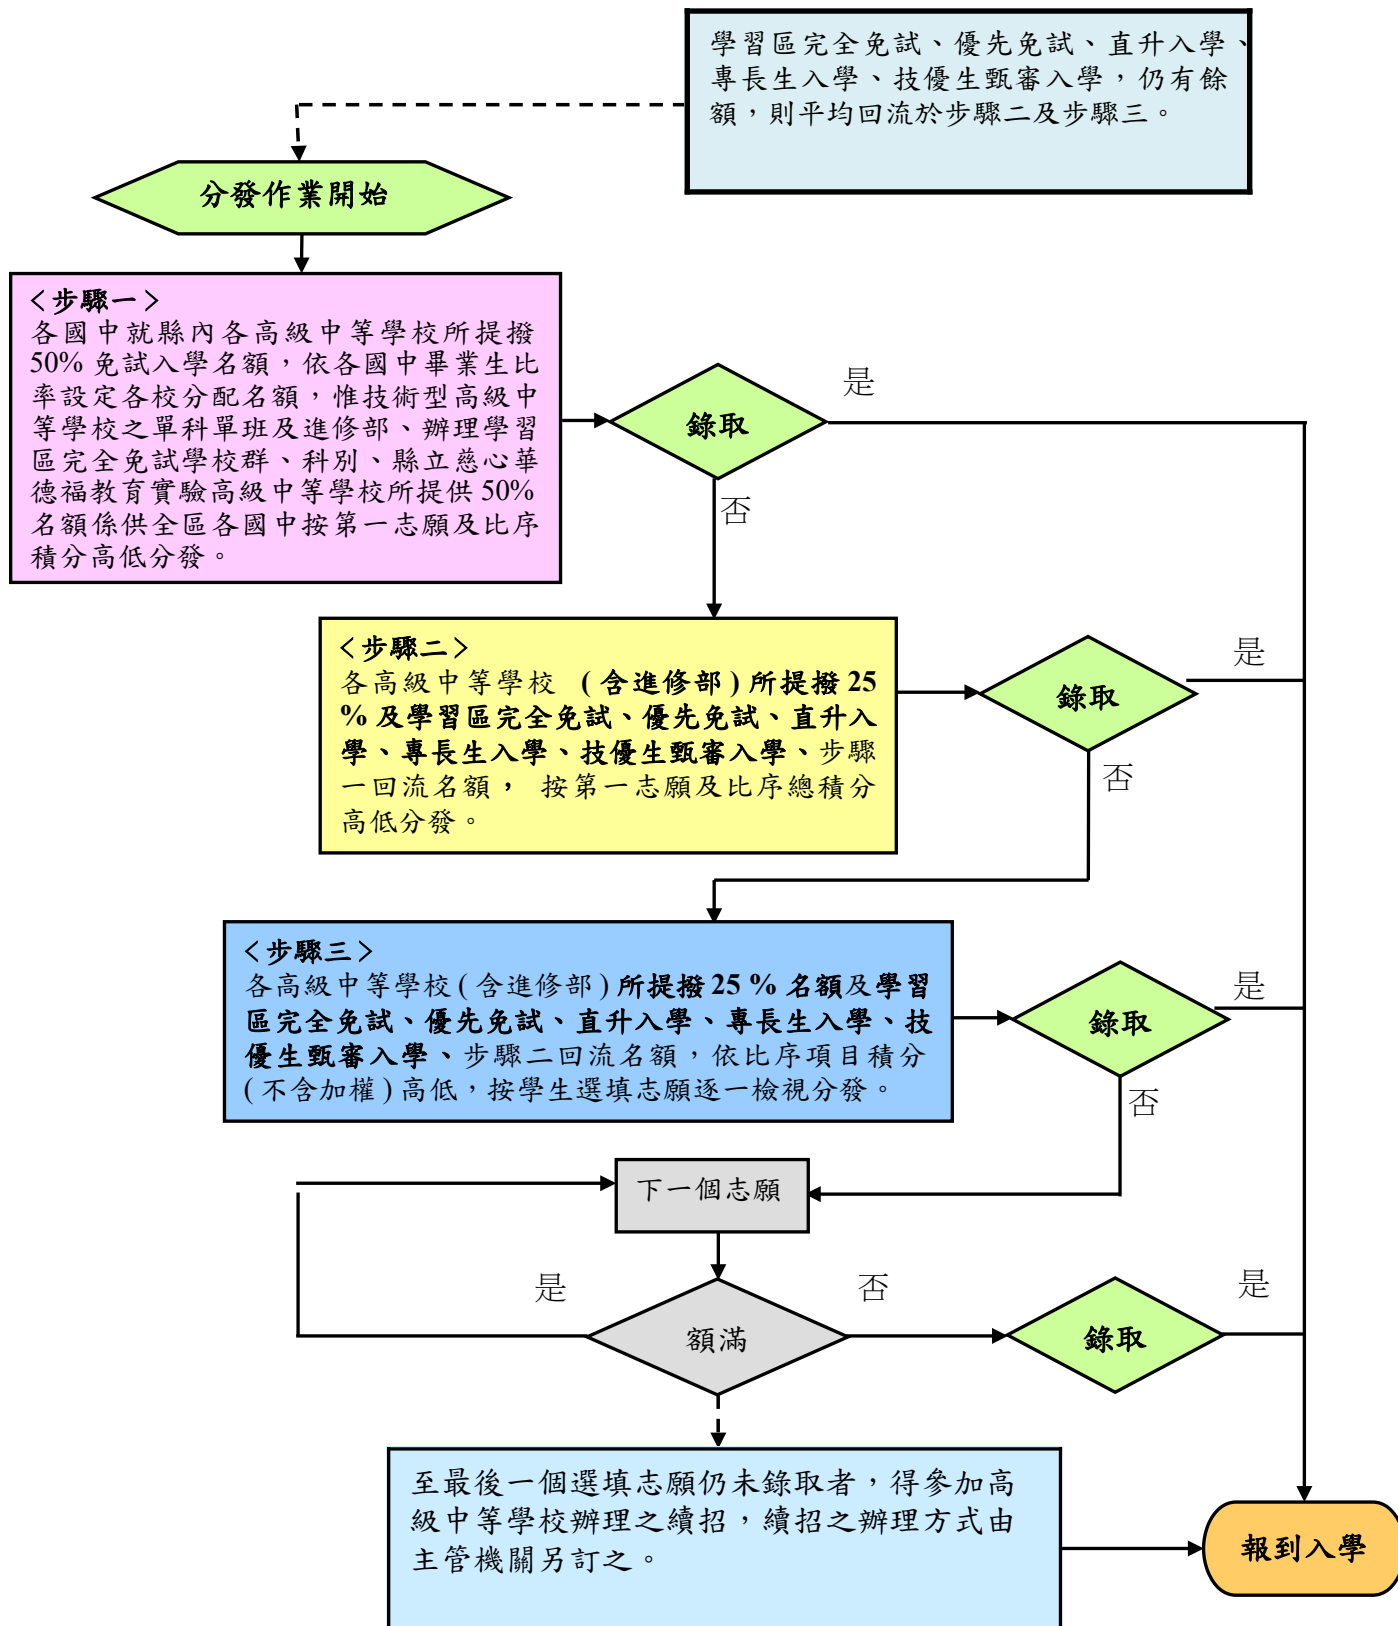 學習區完全免試、優先免試、直升入學、
專長生入學、技優生甄審入學，仍有餘
額，則平均回流於步驟二及步驟三。
分發作業開始
<步驟一>
各國中就縣內各高級中等學校所提撥
50% 免試入學名額，依各國中畢業生比
率設定各校分配名額，惟技術型高級中
等學校之單科單班及進修部、辦理學習
區完全免試學校群、科別、縣立慈心華
德福教育實驗高級中等學校所提供 50%
名額係供全區各國中按第一志願及比序
積分高低分發。
錄取
是
否
<步驟二>
各高級中等學校 (含進修部)所提撥 25
% 及學習區完全免試、優先免試、直升入
學、專長生入學、技優生甄審入學、步驟
一回流名額， 按第一志願及比序總積分
高低分發。
錄取
是
否
<步驟三>
各高級中等學校(含進修部)所提撥 25 % 名額及學習
區完全免試、優先免試、直升入學、專長生入學、技
優生甄審入學、步驟二回流名額，依比序項目積分
(不含加權)高低，按學生選填志願逐一檢視分發。
錄取
是
否
下一個志願
是
額滿
否
錄取
是
至最後一個選填志願仍未錄取者，得參加高
級中等學校辦理之續招，續招之辦理方式由
主管機關另訂之。
報到入學